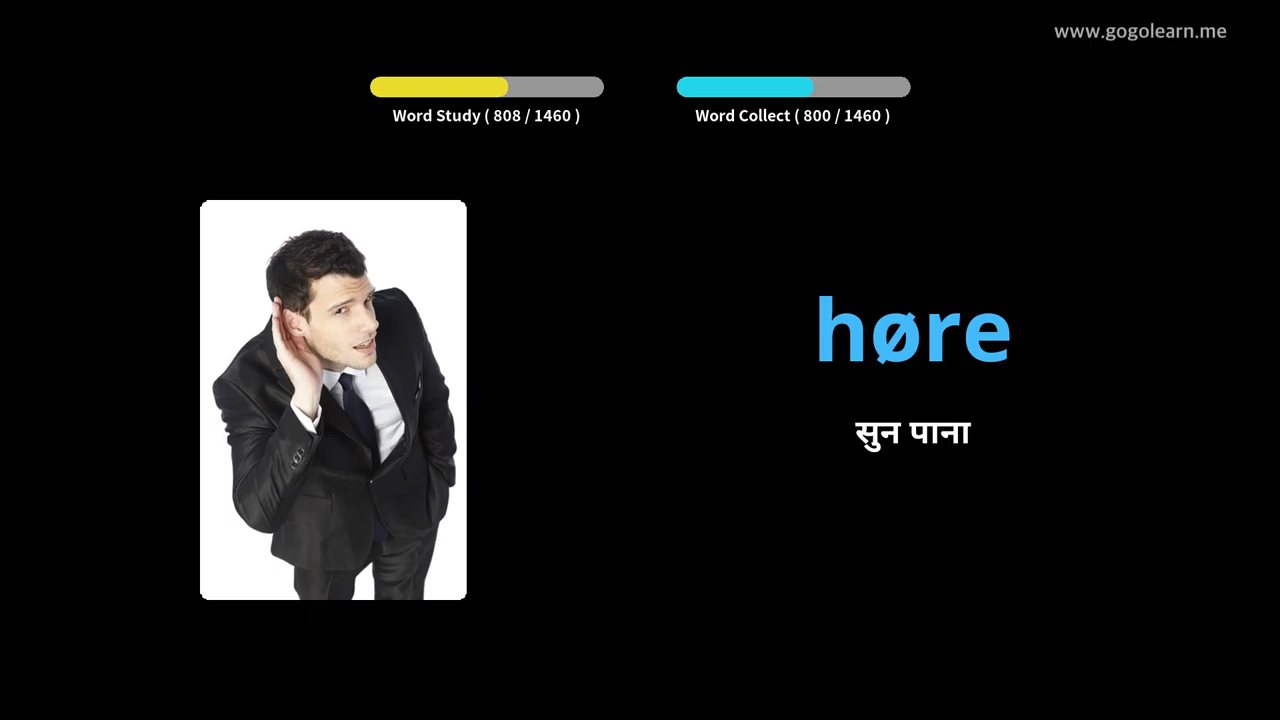 www.gogolearn.me
Word Study ( 808 / 1460 )
Word Collect ( 800 / 1460 )
høre
सुन पाना